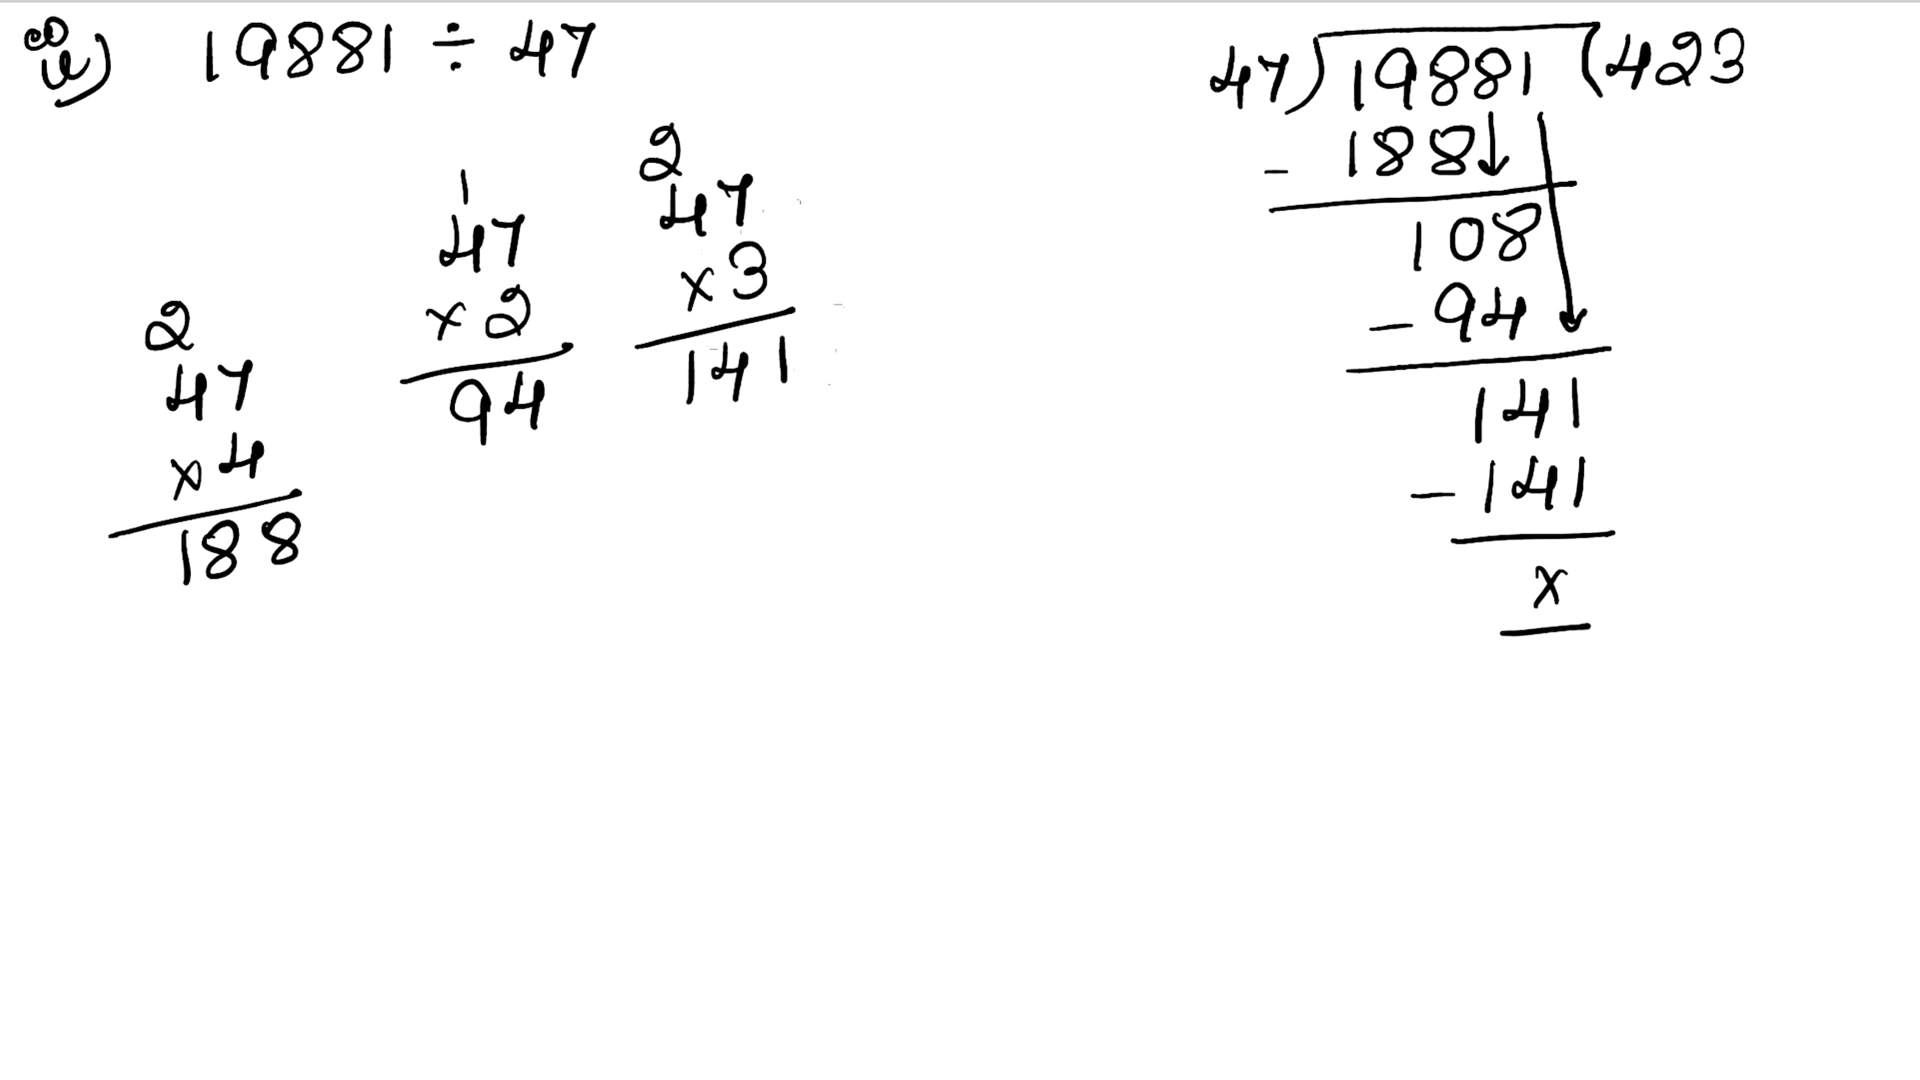 19881 ÷ 47
2
47
x 4
188
1
47
x 2
94
2
47
x 3
141
47) 19881 (423
- 188↓
108
- 94
141
- 141
x